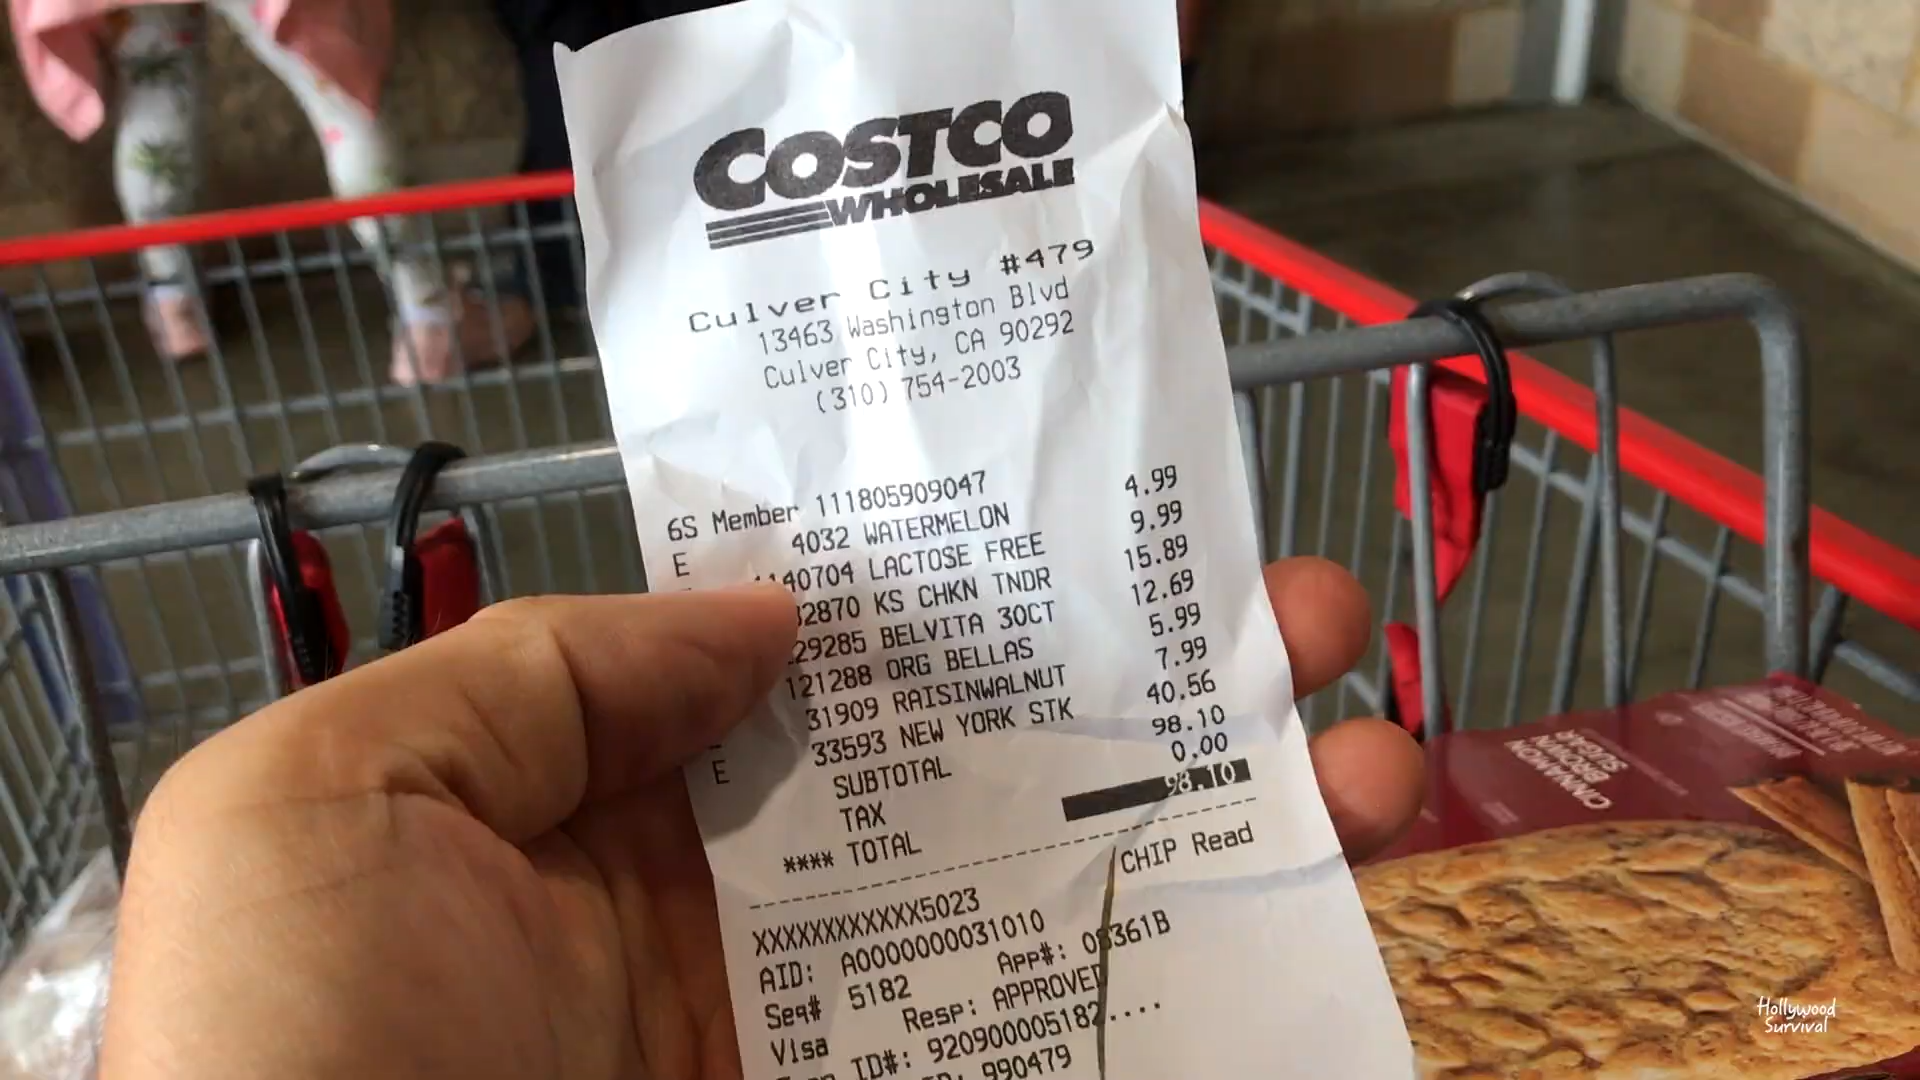 COSTCO
WHOLESALE
Culver City #479
13463 Washington Blvd
Culver City, CA 90292
(310) 754-2003
6S Member 111805909047
E 4032 WATERMELON 4.99
40704 LACTOSE FREE 9.99
2870 KS CHKN TNDR 15.89
29285 BELVITA 30CT 12.69
121288 ORG BELLAS 5.99
31909 RAISINWALNUT 7.99
E 33593 NEW YORK STK 40.56
SUBTOTAL 98.10
TAX 0.00
**** TOTAL 98.10
XXXXXXXXXXXX5023 CHIP Read
AID: A0000000031010
Seq# 5182 App#: 361B
Visa Resp: APPROVED
ID#: 920900005182....
990479
CINNAMON
BROWN
SUGAR
Hollywood
Survival